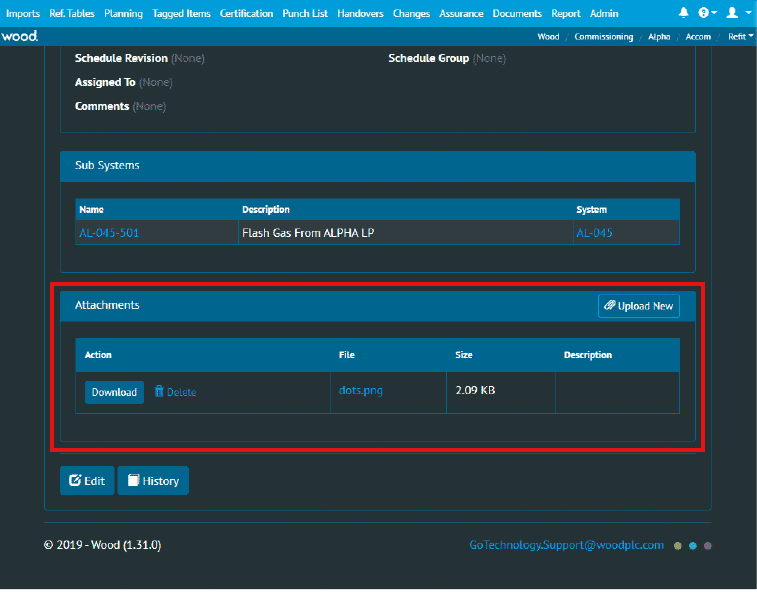 Imports Ref. Tables Planning Tagged Items Certification Punch List Handovers Changes Assurance Documents Report Admin
wood. Wood / Commissioning / Alpha / Accom / Refit
Schedule Revision (None) Schedule Group (None)
Assigned To (None)
Comments (None)
Sub Systems
Name Description System
AL-045-501 Flash Gas From ALPHA LP AL-045
Attachments Upload New
Action File Size Description
Download Delete dots.png 2.09 KB
Edit History
© 2019 - Wood (1.31.0) GoTechnology.Support@woodplc.com